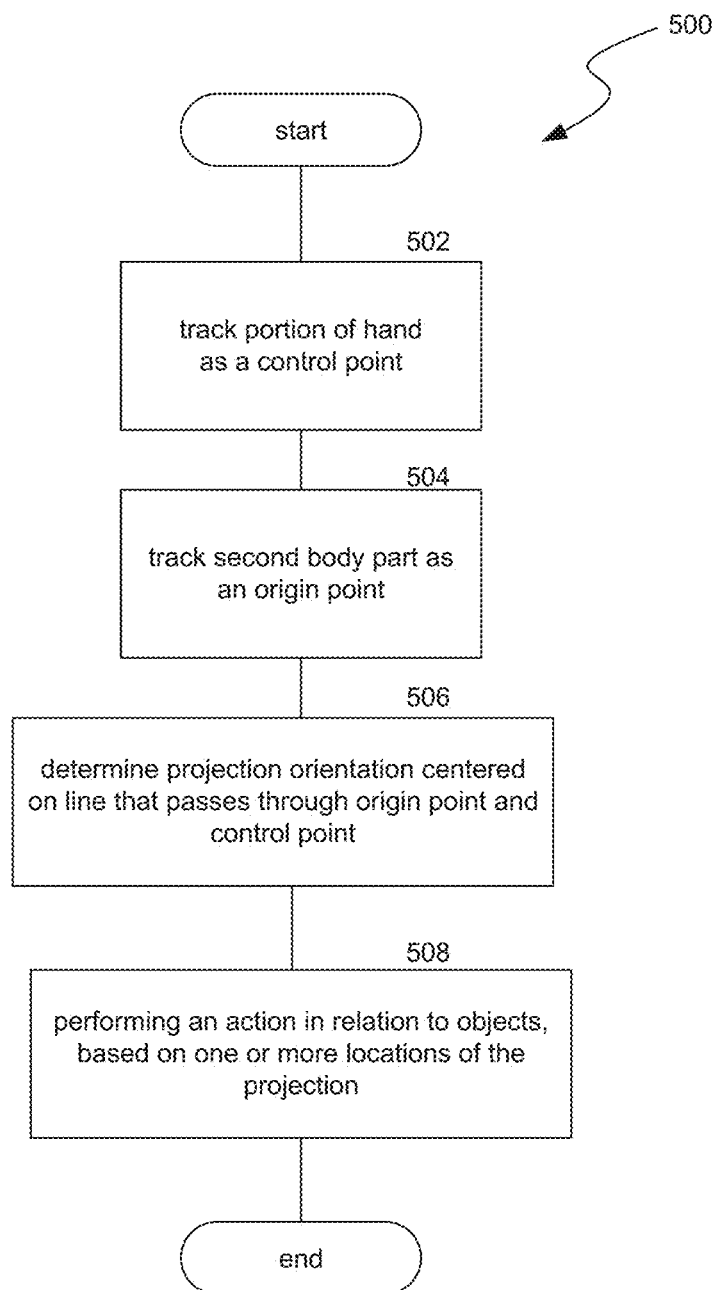 500
start
502
track portion of hand
as a control point
504
track second body part as
an origin point
506
determine projection orientation centered
on line that passes through origin point and
control point
508
performing an action in relation to objects,
based on one or more locations of the
projection
end